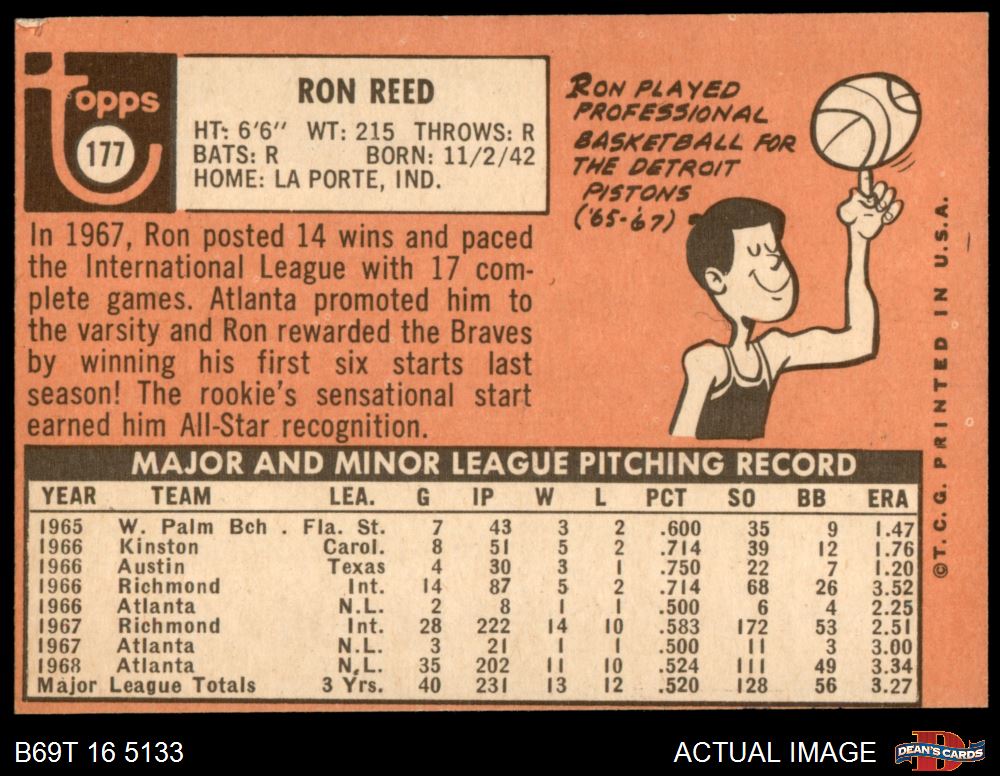 Topps
177
RON REED
HT: 6'6" WT: 215 THROWS: R
BATS: R BORN: 11/2/42
HOME: LA PORTE, IND.
RON PLAYED
PROFESSIONAL
BASKETBALL FOR
THE DETROIT
PISTONS
('65-'67)
In 1967, Ron posted 14 wins and paced
the International League with 17 com-
plete games. Atlanta promoted him to
the varsity and Ron rewarded the Braves
by winning his first six starts last
season! The rookie's sensational start
earned him All-Star recognition.
MAJOR AND MINOR LEAGUE PITCHING RECORD
YEAR TEAM LEA. G IP W L PCT SO BB ERA
1965 W. Palm Bch . Fla. St. 7 43 3 2 .600 35 9 1.47
1966 Kinston Carol. 8 51 5 2 .714 39 12 1.76
1966 Austin Texas 4 30 3 1 .750 22 7 1.20
1966 Richmond Int. 14 87 5 2 .714 68 26 3.52
1966 Atlanta N.L. 2 8 1 1 .500 6 4 2.25
1967 Richmond Int. 28 222 14 10 .583 172 53 2.51
1967 Atlanta N.L. 3 21 1 1 .500 11 3 3.00
1968 Atlanta N.L. 35 202 11 10 .524 111 49 3.34
Major League Totals 3 Yrs. 40 231 13 12 .520 128 56 3.27
©T.C.G. PRINTED IN U.S.A.
B69T 16 5133
ACTUAL IMAGE
DEAN'S CARDS